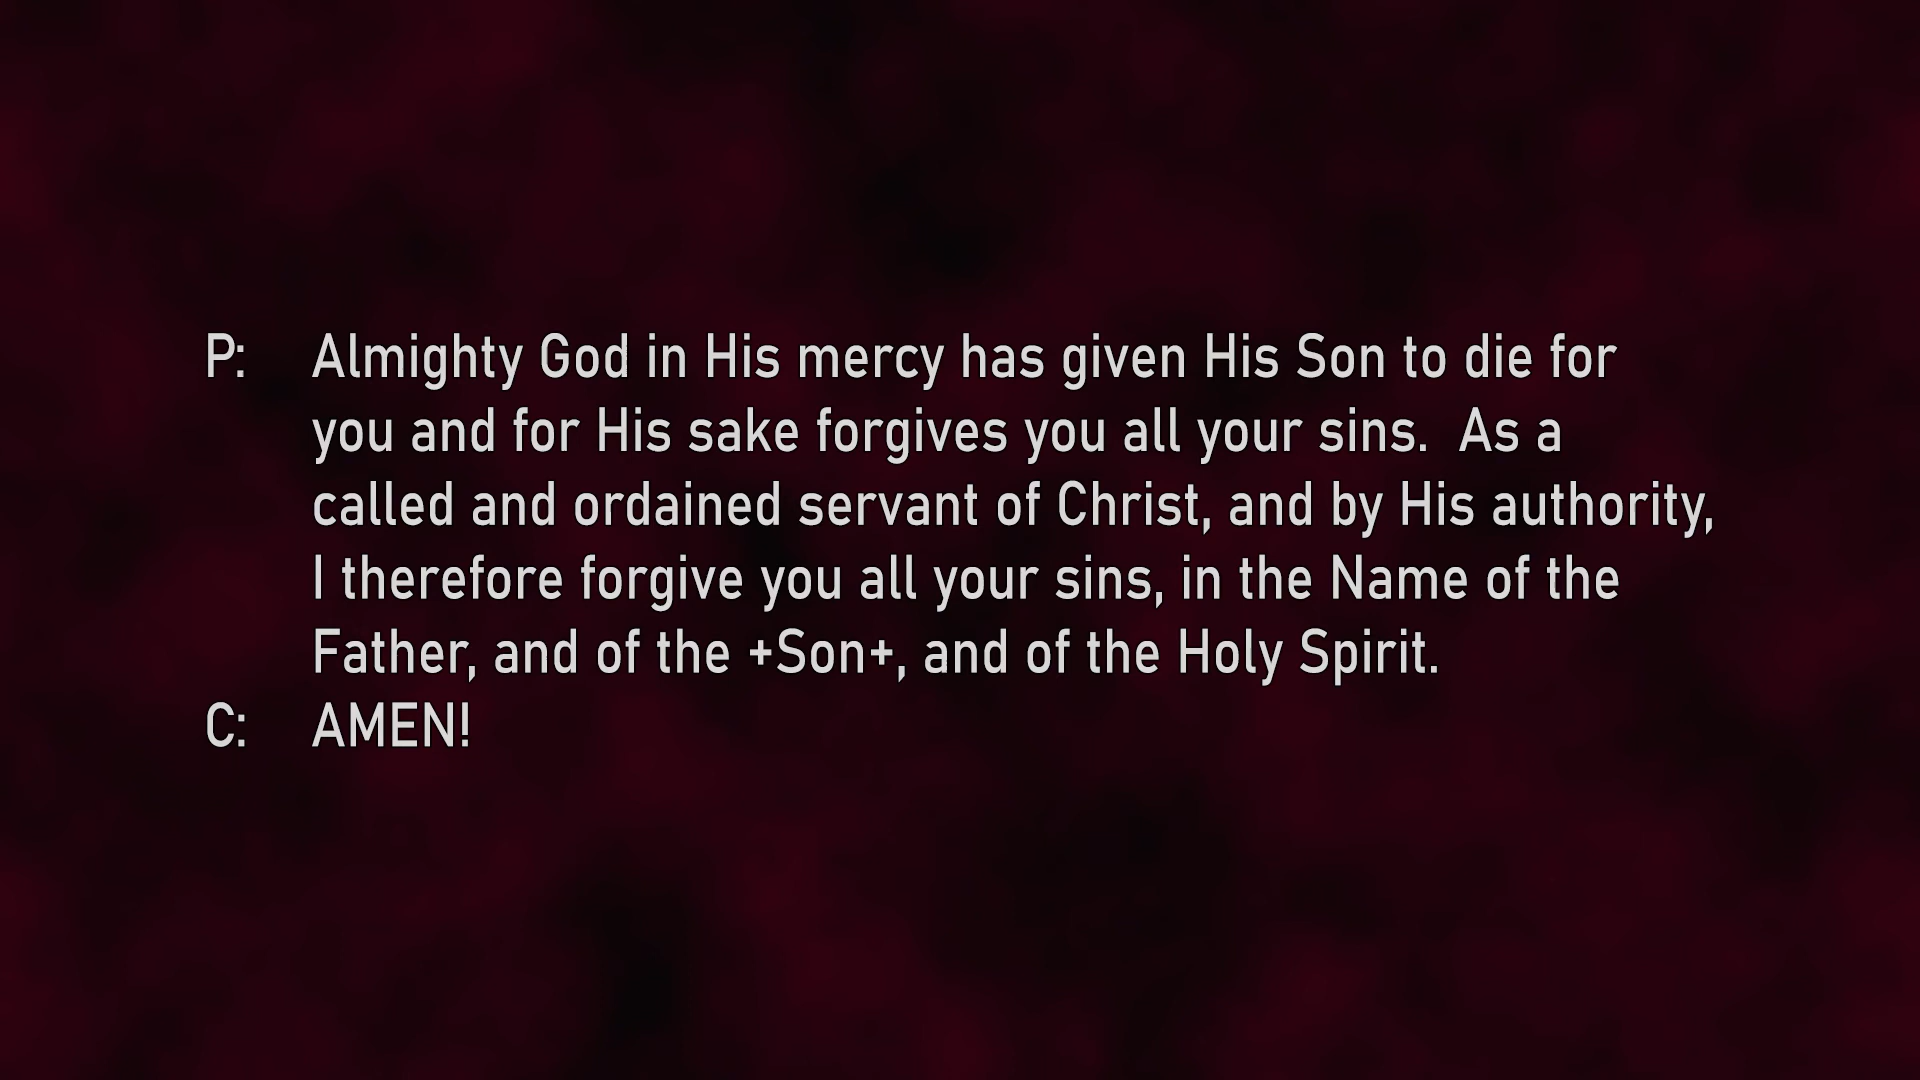 P: Almighty God in His mercy has given His Son to die for
you and for His sake forgives you all your sins.  As a
called and ordained servant of Christ, and by His authority,
I therefore forgive you all your sins, in the Name of the
Father, and of the +Son+, and of the Holy Spirit.
C: AMEN!